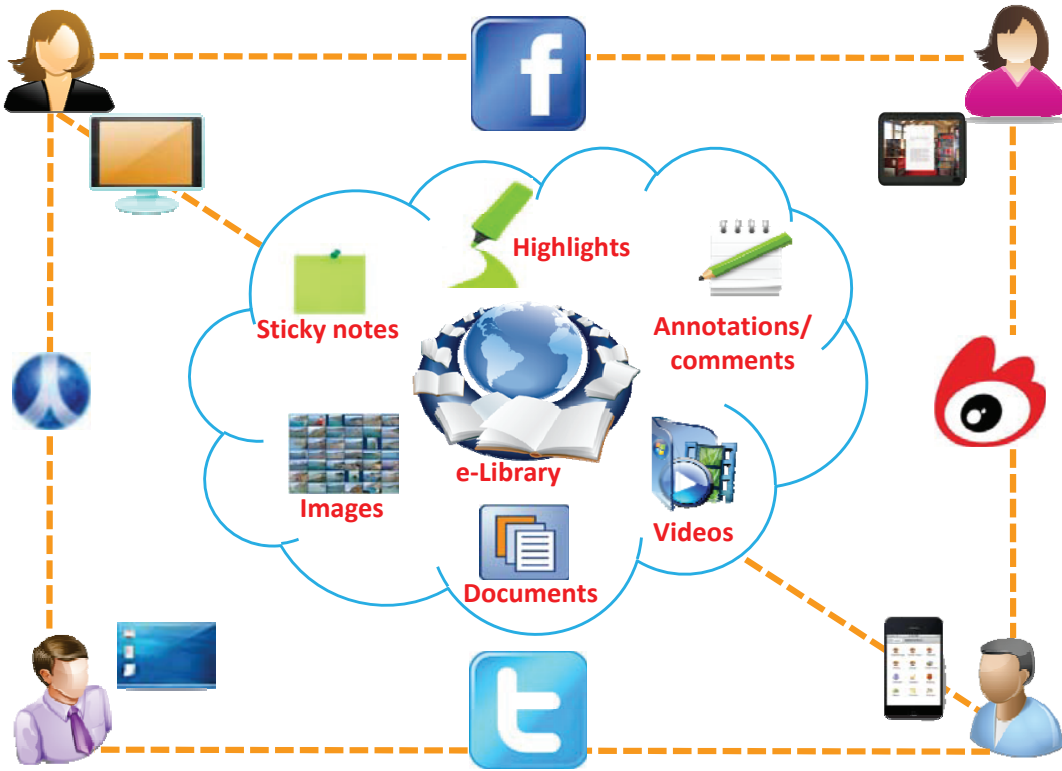 f
Highlights
Sticky notes
Annotations/
comments
e-Library
Images
Videos
Documents
t